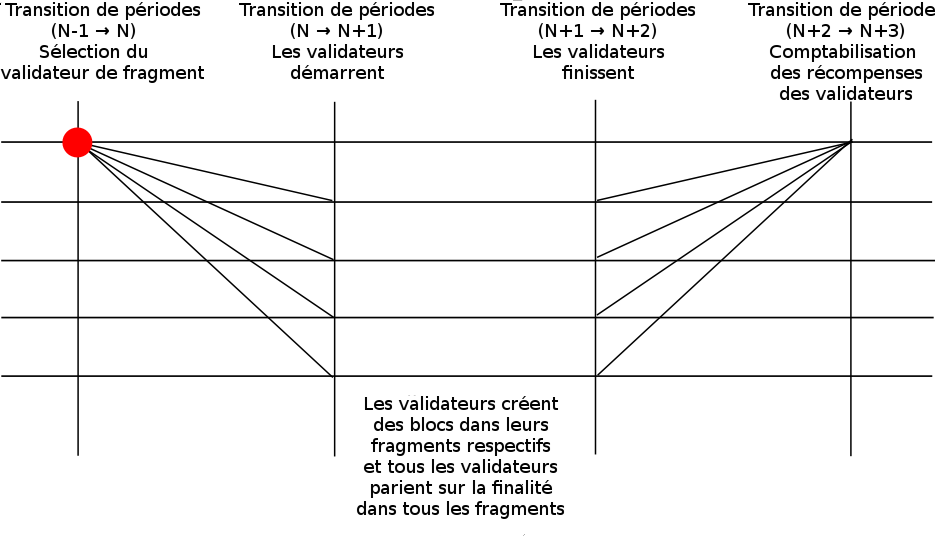 Transition de périodes
(N-1 → N)
Sélection du
validateur de fragment
Transition de périodes
(N → N+1)
Les validateurs
démarrent
Transition de périodes
(N+1 → N+2)
Les validateurs
finissent
Transition de période
(N+2 → N+3)
Comptabilisation
des récompenses
des validateurs
Les validateurs créent
des blocs dans leurs
fragments respectifs
et tous les validateurs
parient sur la finalité
dans tous les fragments